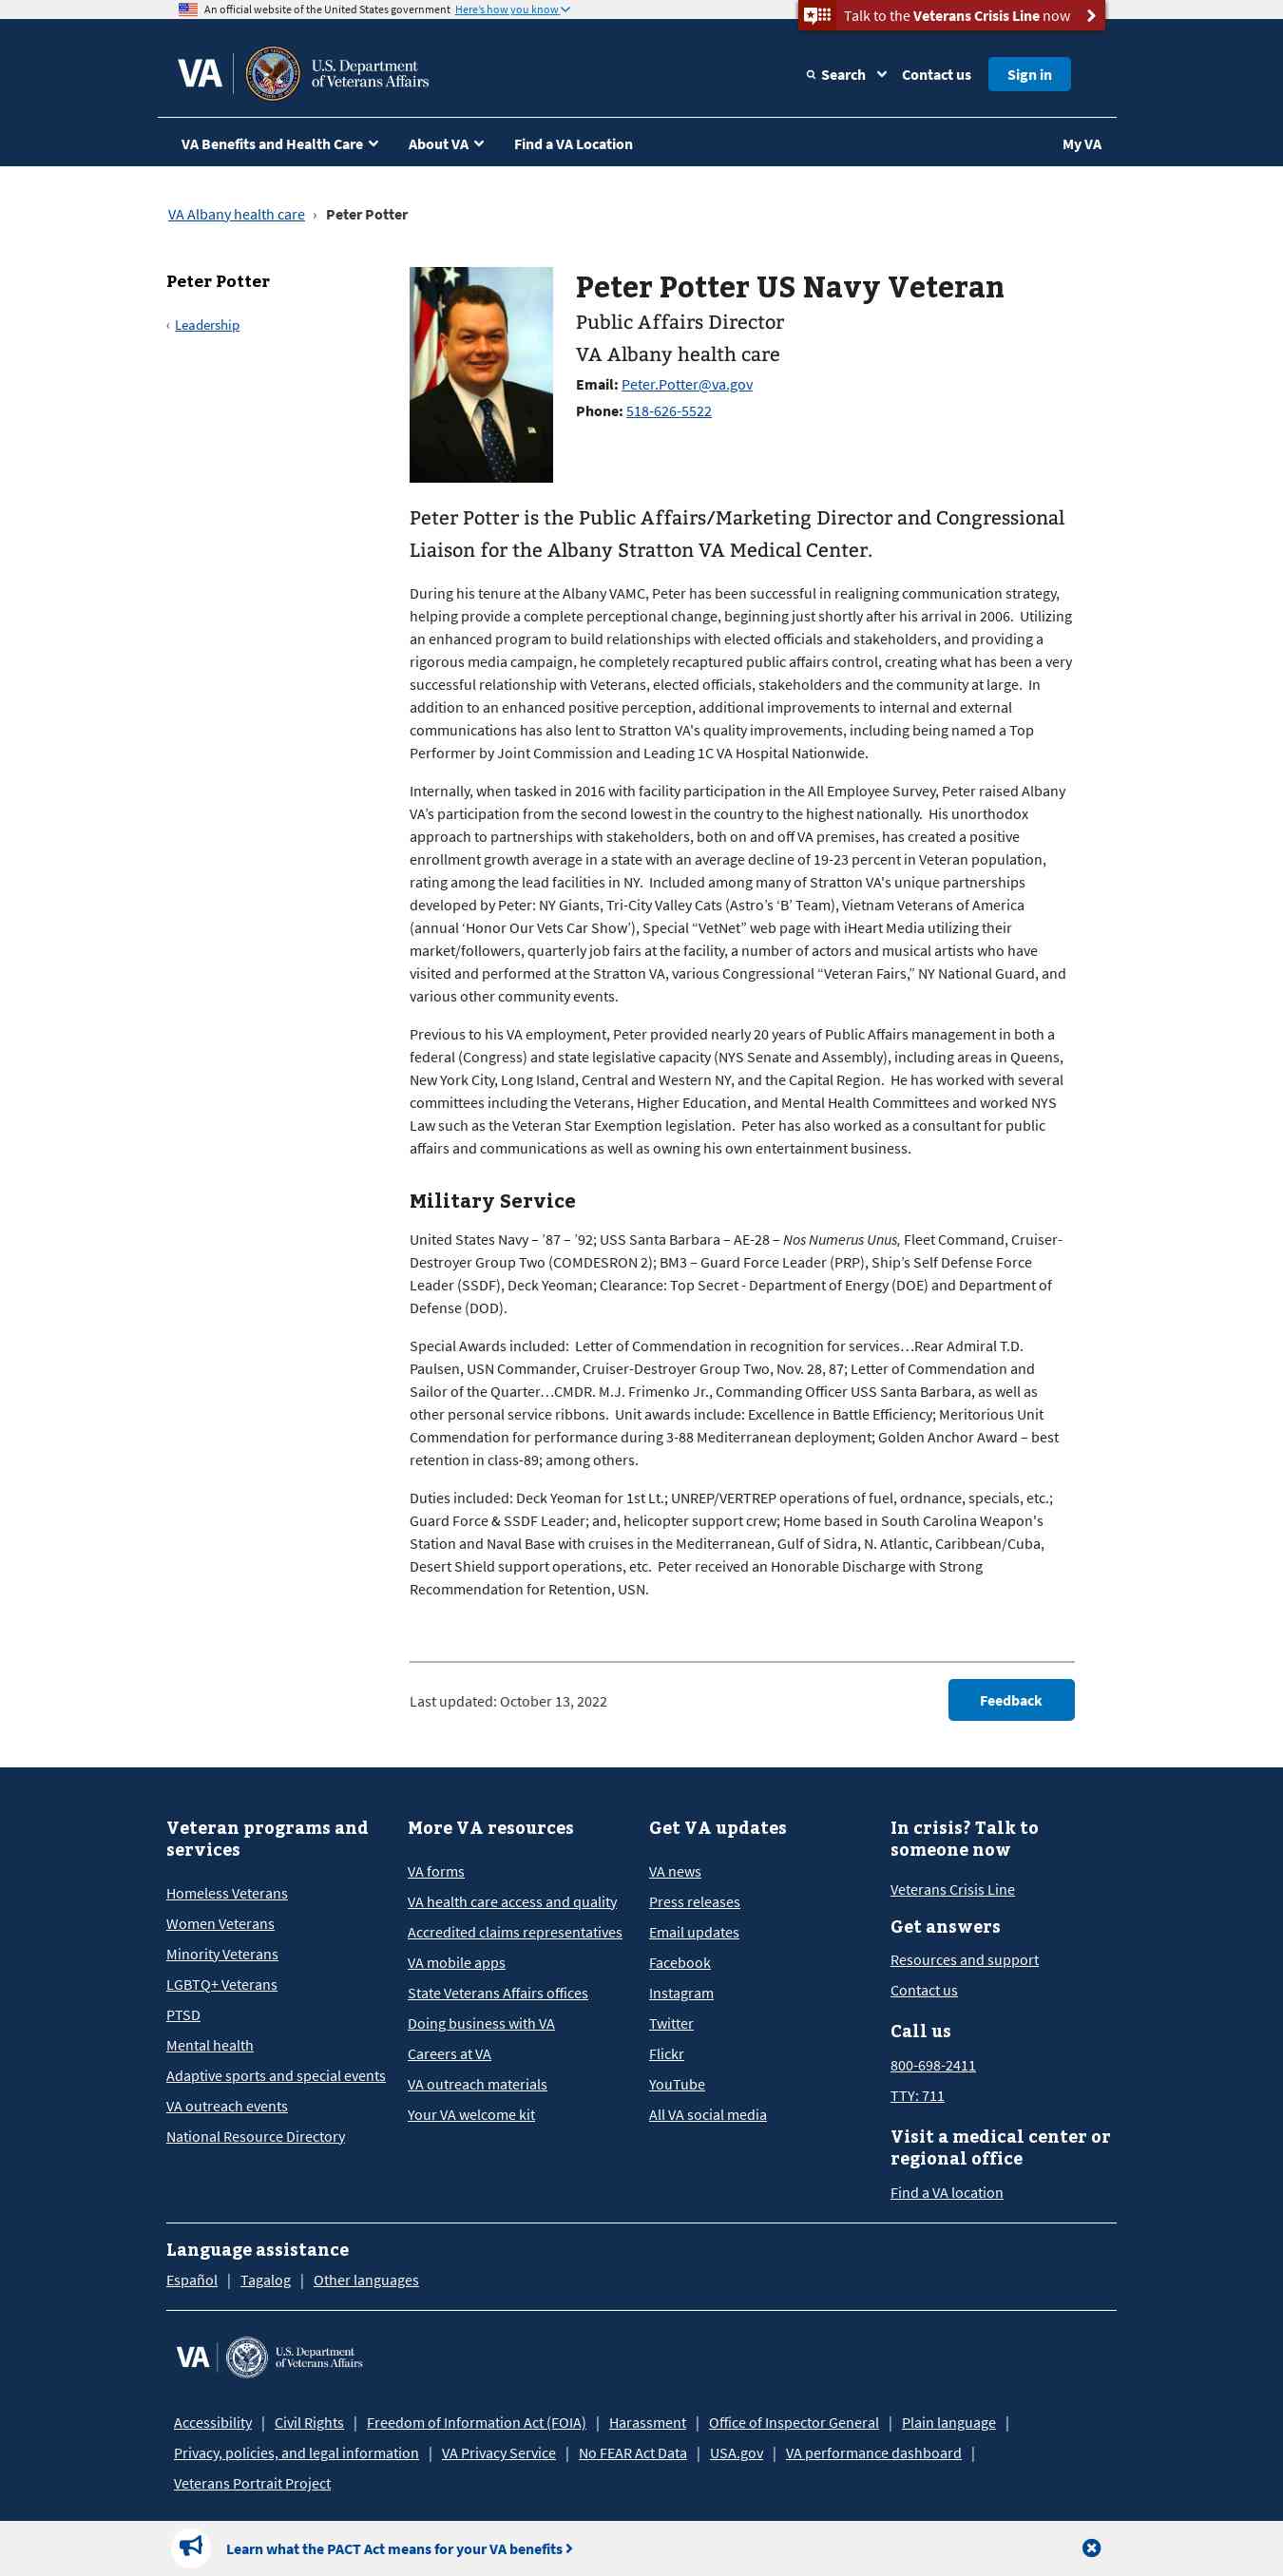 An official website of the United States government Here's how you know
Talk to the Veterans Crisis Line now
VA
U.S. Department
of Veterans Affairs
Search
Contact us
Sign in
VA Benefits and Health Care
About VA
Find a VA Location
My VA
VA Albany health care › Peter Potter
Peter Potter
‹ Leadership
Peter Potter US Navy Veteran
Public Affairs Director
VA Albany health care
Email: Peter.Potter@va.gov
Phone: 518-626-5522
Peter Potter is the Public Affairs/Marketing Director and Congressional
Liaison for the Albany Stratton VA Medical Center.
During his tenure at the Albany VAMC, Peter has been successful in realigning communication strategy,
helping provide a complete perceptional change, beginning just shortly after his arrival in 2006.  Utilizing
an enhanced program to build relationships with elected officials and stakeholders, and providing a
rigorous media campaign, he completely recaptured public affairs control, creating what has been a very
successful relationship with Veterans, elected officials, stakeholders and the community at large.  In
addition to an enhanced positive perception, additional improvements to internal and external
communications has also lent to Stratton VA's quality improvements, including being named a Top
Performer by Joint Commission and Leading 1C VA Hospital Nationwide.
Internally, when tasked in 2016 with facility participation in the All Employee Survey, Peter raised Albany
VA’s participation from the second lowest in the country to the highest nationally.  His unorthodox
approach to partnerships with stakeholders, both on and off VA premises, has created a positive
enrollment growth average in a state with an average decline of 19-23 percent in Veteran population,
rating among the lead facilities in NY.  Included among many of Stratton VA's unique partnerships
developed by Peter: NY Giants, Tri-City Valley Cats (Astro’s ‘B’ Team), Vietnam Veterans of America
(annual ‘Honor Our Vets Car Show’), Special “VetNet” web page with iHeart Media utilizing their
market/followers, quarterly job fairs at the facility, a number of actors and musical artists who have
visited and performed at the Stratton VA, various Congressional “Veteran Fairs,” NY National Guard, and
various other community events.
Previous to his VA employment, Peter provided nearly 20 years of Public Affairs management in both a
federal (Congress) and state legislative capacity (NYS Senate and Assembly), including areas in Queens,
New York City, Long Island, Central and Western NY, and the Capital Region.  He has worked with several
committees including the Veterans, Higher Education, and Mental Health Committees and worked NYS
Law such as the Veteran Star Exemption legislation.  Peter has also worked as a consultant for public
affairs and communications as well as owning his own entertainment business.
Military Service
United States Navy – ’87 – ’92; USS Santa Barbara – AE-28 – Nos Numerus Unus, Fleet Command, Cruiser-
Destroyer Group Two (COMDESRON 2); BM3 – Guard Force Leader (PRP), Ship’s Self Defense Force
Leader (SSDF), Deck Yeoman; Clearance: Top Secret - Department of Energy (DOE) and Department of
Defense (DOD).
Special Awards included:  Letter of Commendation in recognition for services…Rear Admiral T.D.
Paulsen, USN Commander, Cruiser-Destroyer Group Two, Nov. 28, 87; Letter of Commendation and
Sailor of the Quarter…CMDR. M.J. Frimenko Jr., Commanding Officer USS Santa Barbara, as well as
other personal service ribbons.  Unit awards include: Excellence in Battle Efficiency; Meritorious Unit
Commendation for performance during 3-88 Mediterranean deployment; Golden Anchor Award – best
retention in class-89; among others.
Duties included: Deck Yeoman for 1st Lt.; UNREP/VERTREP operations of fuel, ordnance, specials, etc.;
Guard Force & SSDF Leader; and, helicopter support crew; Home based in South Carolina Weapon's
Station and Naval Base with cruises in the Mediterranean, Gulf of Sidra, N. Atlantic, Caribbean/Cuba,
Desert Shield support operations, etc.  Peter received an Honorable Discharge with Strong
Recommendation for Retention, USN.
Last updated: October 13, 2022
Feedback
Veteran programs and
services
Homeless Veterans
Women Veterans
Minority Veterans
LGBTQ+ Veterans
PTSD
Mental health
Adaptive sports and special events
VA outreach events
National Resource Directory
More VA resources
VA forms
VA health care access and quality
Accredited claims representatives
VA mobile apps
State Veterans Affairs offices
Doing business with VA
Careers at VA
VA outreach materials
Your VA welcome kit
Get VA updates
VA news
Press releases
Email updates
Facebook
Instagram
Twitter
Flickr
YouTube
All VA social media
In crisis? Talk to
someone now
Veterans Crisis Line
Get answers
Resources and support
Contact us
Call us
800-698-2411
TTY: 711
Visit a medical center or
regional office
Find a VA location
Language assistance
Español | Tagalog | Other languages
VA
U.S. Department
of Veterans Affairs
Accessibility | Civil Rights | Freedom of Information Act (FOIA) | Harassment | Office of Inspector General | Plain language |
Privacy, policies, and legal information | VA Privacy Service | No FEAR Act Data | USA.gov | VA performance dashboard |
Veterans Portrait Project
Learn what the PACT Act means for your VA benefits